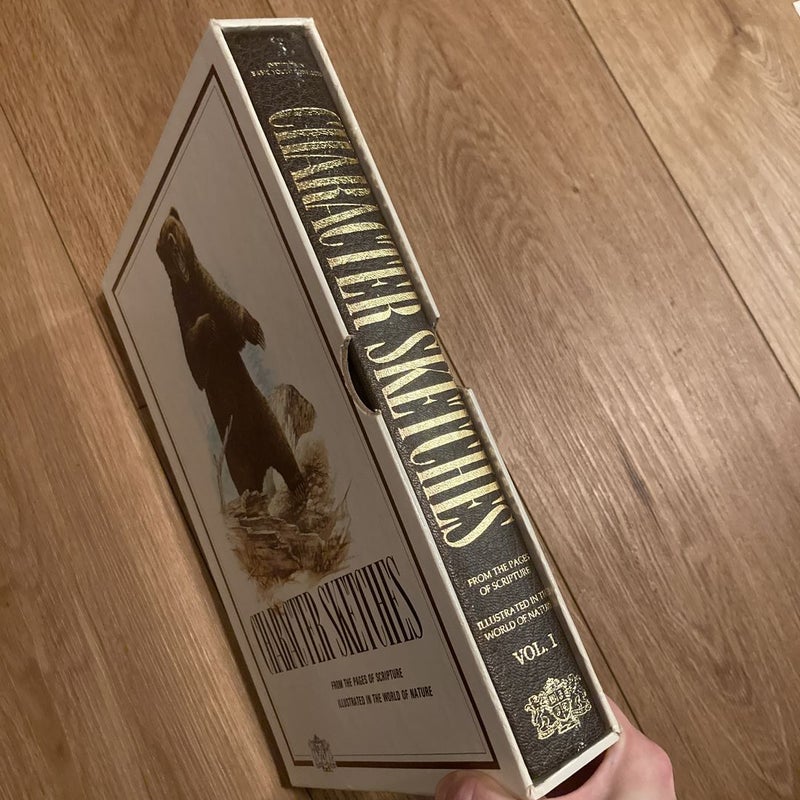 CHARACTER SKETCHES
FROM THE PAGES OF SCRIPTURE
ILLUSTRATED IN THE WORLD OF NATURE
CHARACTER SKETCHES
FROM THE PAGES
OF SCRIPTURE
ILLUSTRATED IN THE
WORLD OF NATURE
VOL. I